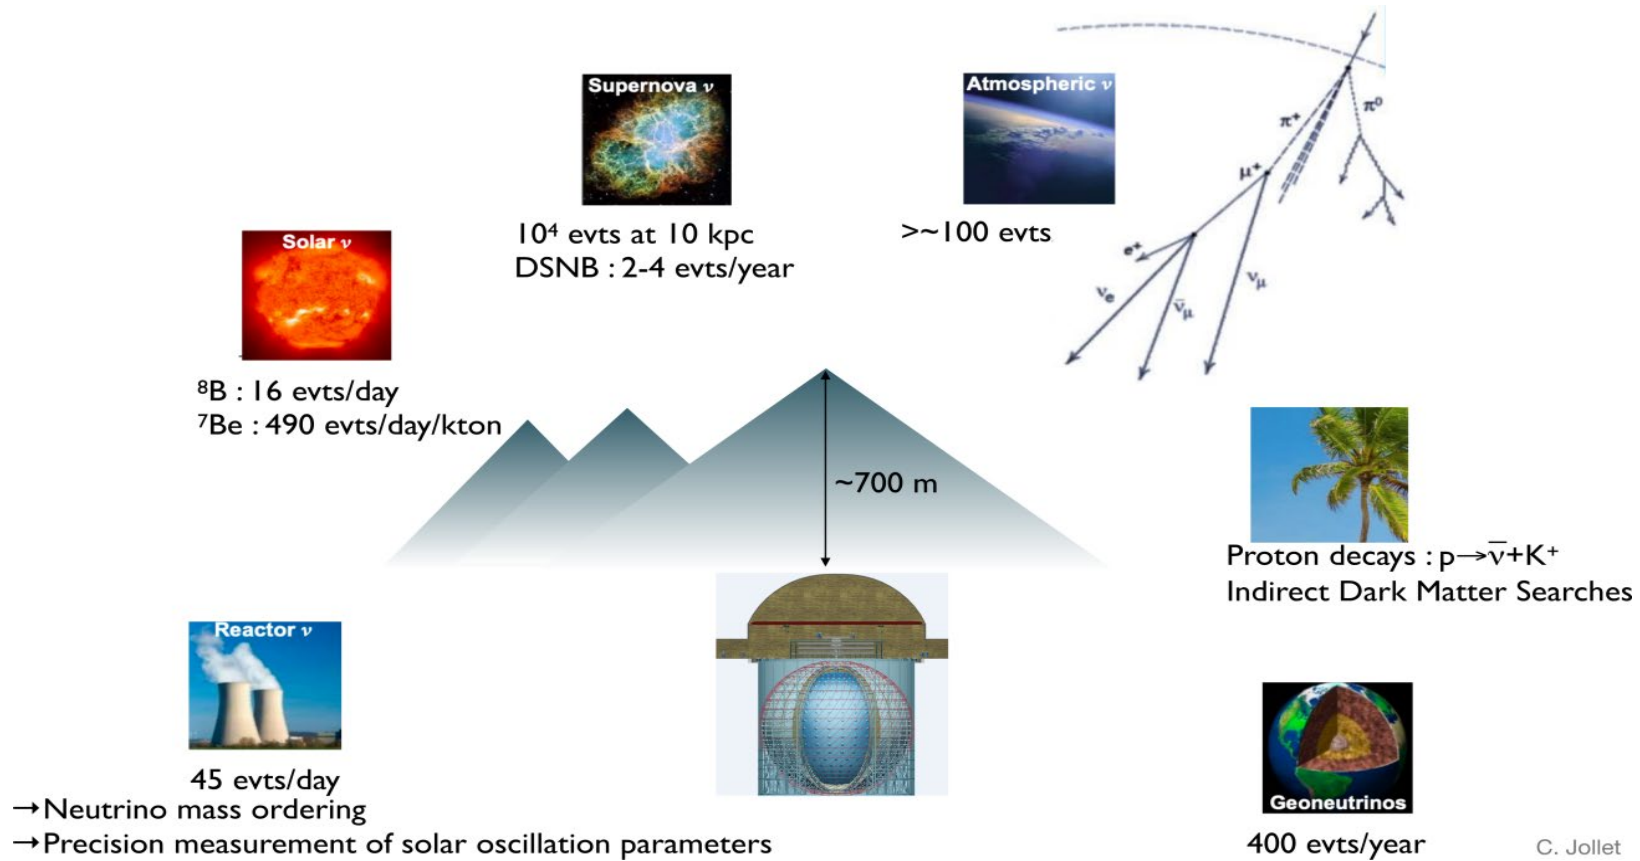 Supernova ν
10⁴ evts at 10 kpc
DSNB : 2-4 evts/year
Atmospheric ν
>~100 evts
π⁺
π⁰
μ⁺
e⁺
νe
ν̄μ
νμ
Solar ν
⁸B : 16 evts/day
⁷Be : 490 evts/day/kton
~700 m
Proton decays : p→ν̄+K⁺
Indirect Dark Matter Searches
Reactor ν
45 evts/day
→Neutrino mass ordering
→Precision measurement of solar oscillation parameters
Geoneutrinos
400 evts/year
C. Jollet